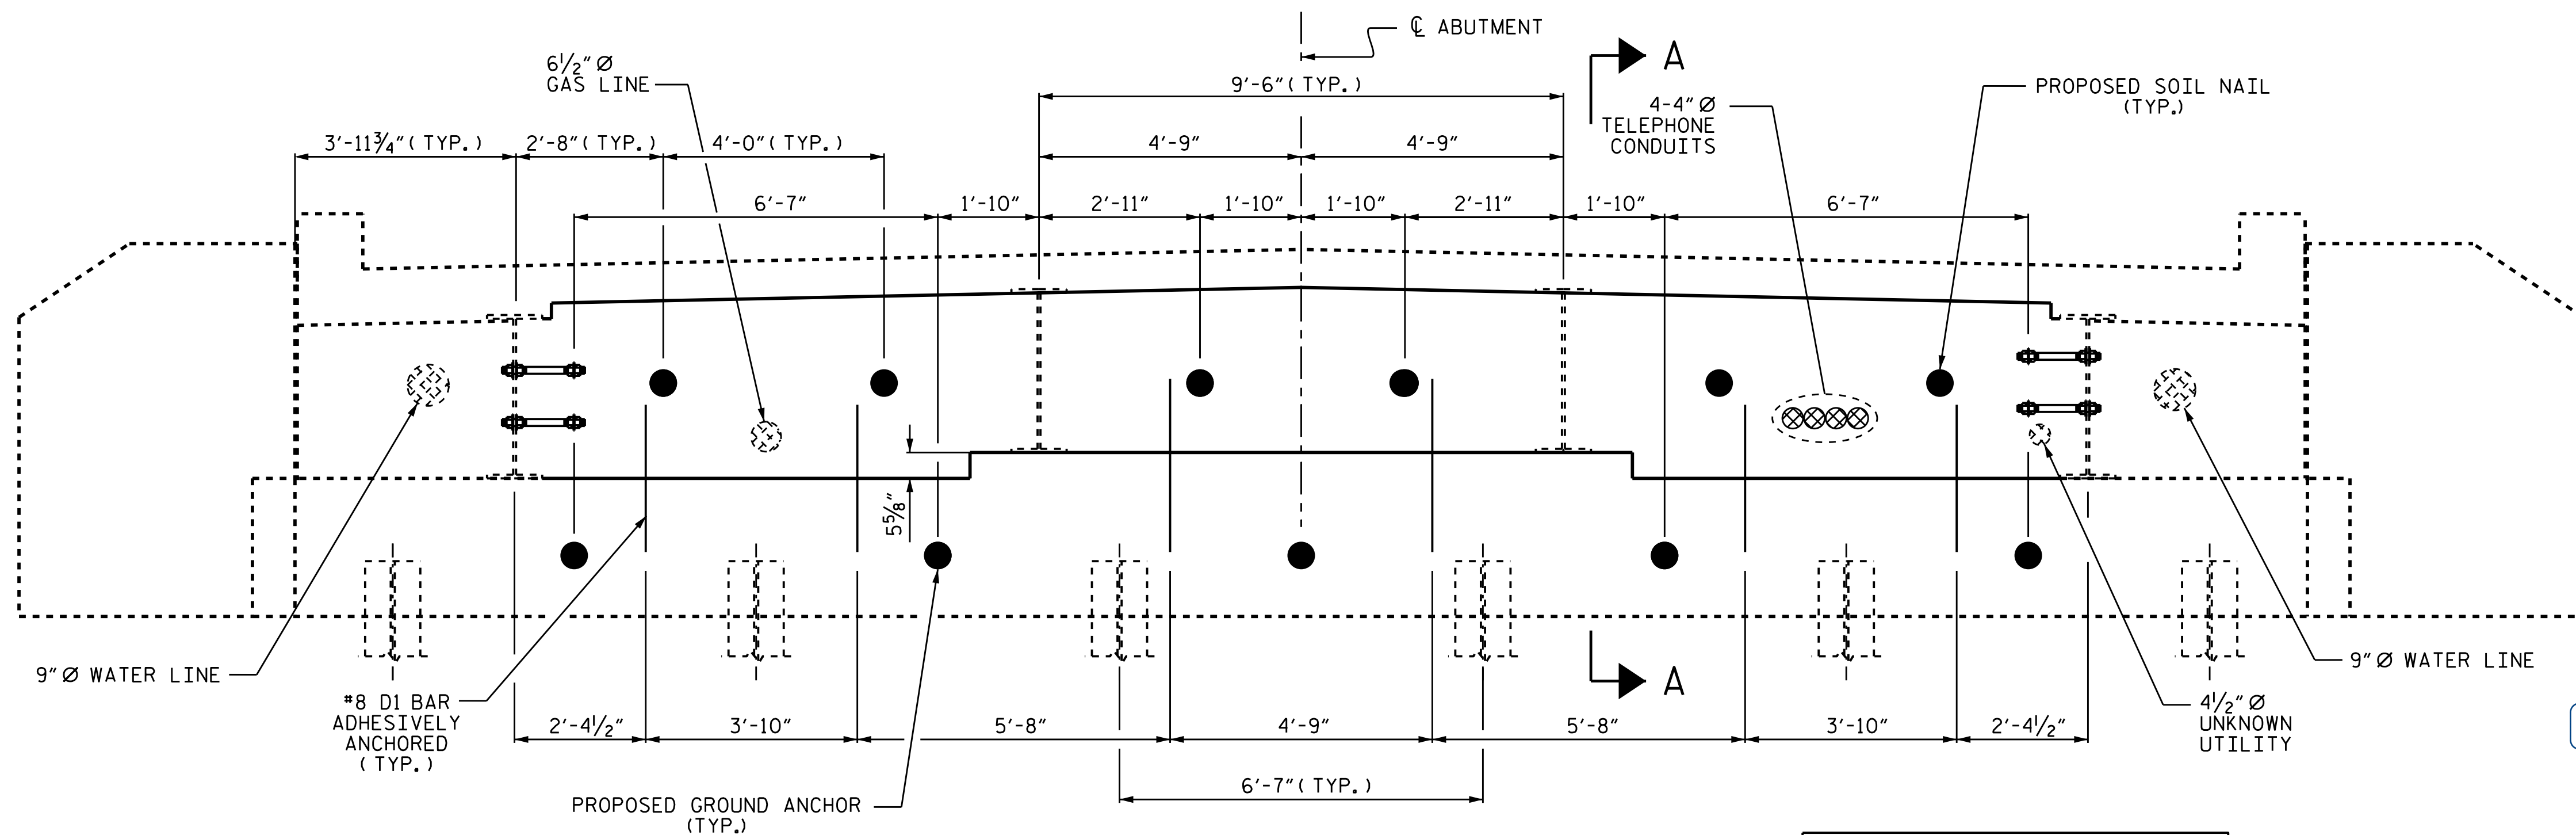 ℄ ABUTMENT
6½"Ø
GAS LINE
A
9'-6"(TYP.)
4-4"Ø
TELEPHONE
CONDUITS
PROPOSED SOIL NAIL
(TYP.)
3'-11¾"(TYP.)
2'-8"(TYP.)
4'-0"(TYP.)
4'-9"
4'-9"
6'-7"
1'-10"
2'-11"
1'-10"
1'-10"
2'-11"
1'-10"
6'-7"
5⅝"
9"Ø WATER LINE
A
9"Ø WATER LINE
#8 D1 BAR
ADHESIVELY
ANCHORED
(TYP.)
4½"Ø
UNKNOWN
UTILITY
2'-4½"
3'-10"
5'-8"
4'-9"
5'-8"
3'-10"
2'-4½"
6'-7"(TYP.)
PROPOSED GROUND ANCHOR
(TYP.)